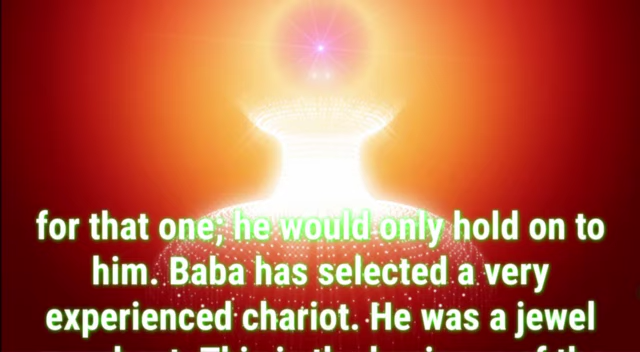 for that one; he would only hold on to
him. Baba has selected a very
experienced chariot. He was a jewel